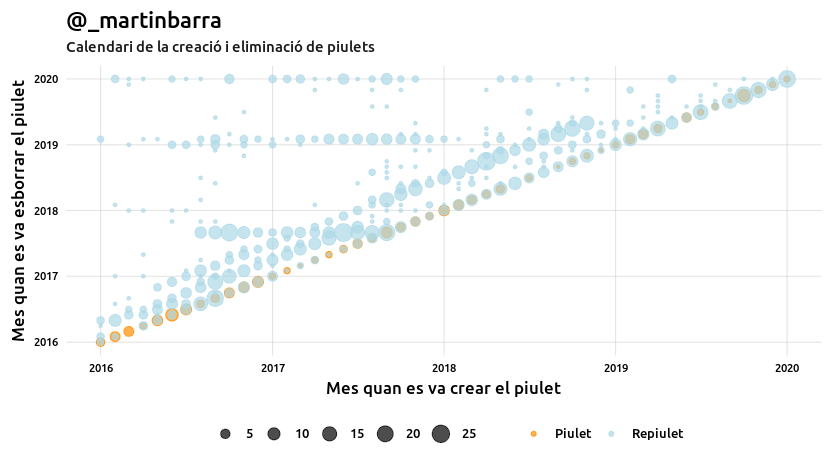 @_martinbarra
Calendari de la creació i eliminació de piulets
Mes quan es va esborrar el piulet
2020
2019
2018
2017
2016
2016 2017 2018 2019 2020
Mes quan es va crear el piulet
5 10 15 20 25 Piulet Repiulet